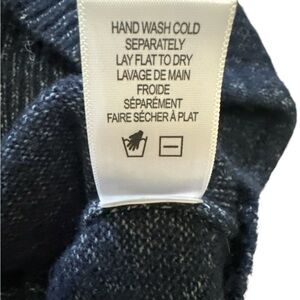 HAND WASH COLD
SEPARATELY
LAY FLAT TO DRY
LAVAGE DE MAIN
FROIDE
SÉPARÉMENT
FAIRE SÉCHER À PLAT